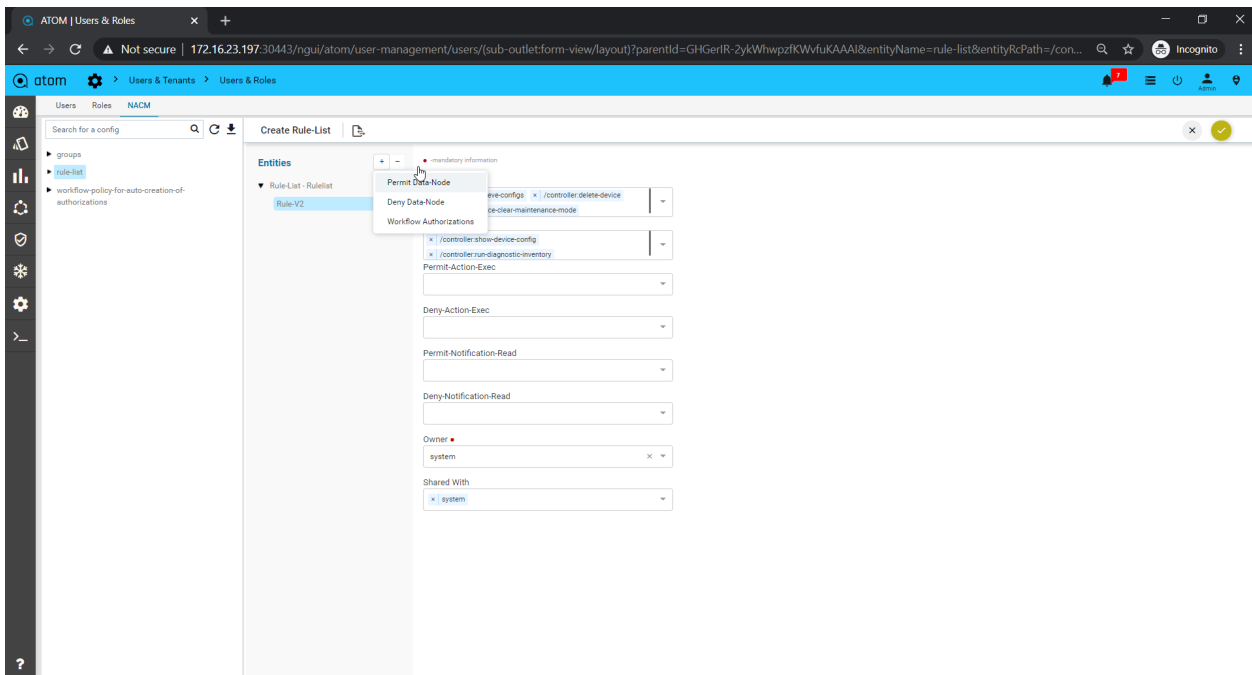 ATOM | Users & Roles
Not secure | 172.16.23.197:30443/ngui/atom/user-management/users/(sub-outlet:form-view/layout)?parentId=GHGerIR-2ykWhwpzfKWvfuKAAAI&entityName=rule-list&entityRcPath=/con...
Incognito
atom > Users & Tenants > Users & Roles
7
Admin
Users Roles NACM
Search for a config
Create Rule-List
groups
rule-list
workflow-policy-for-auto-creation-of-
authorizations
Entities
+ −
-mandatory information
Rule-List - Rulelist
Rule-V2
Permit Data-Node
Deny Data-Node
Workflow Authorizations
eve-configs × /controller:delete-device
ce-clear-maintenance-mode
× /controller:show-device-config
× /controller:run-diagnostic-inventory
Permit-Action-Exec
Deny-Action-Exec
Permit-Notification-Read
Deny-Notification-Read
Owner
system
Shared With
× system
?